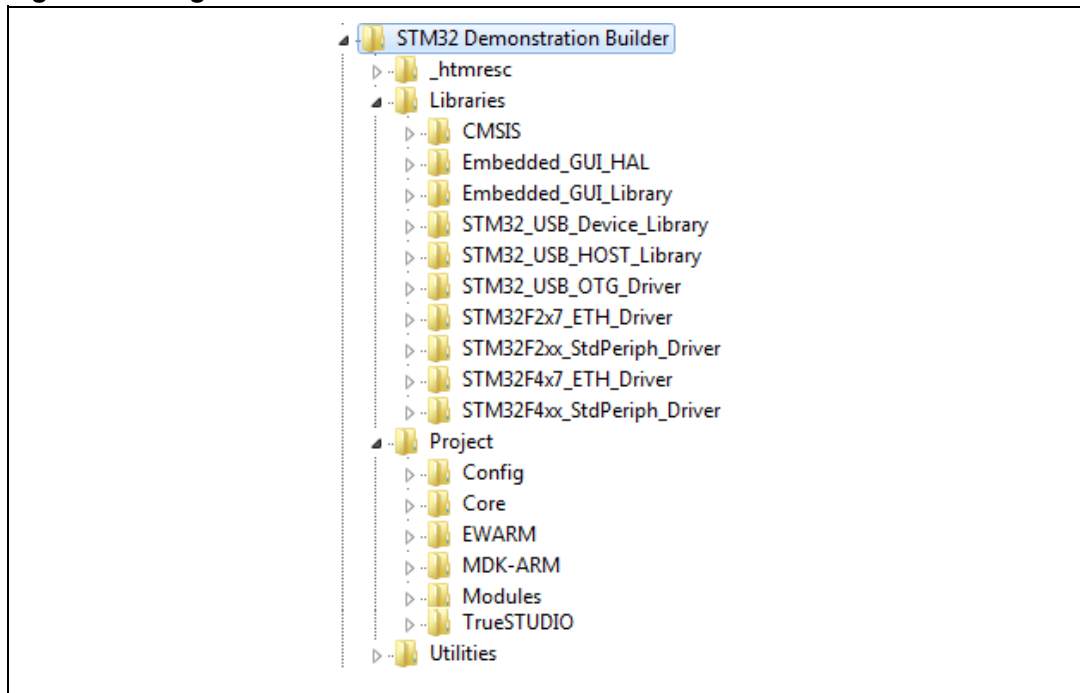 STM32 Demonstration Builder
_htmresc
Libraries
CMSIS
Embedded_GUI_HAL
Embedded_GUI_Library
STM32_USB_Device_Library
STM32_USB_HOST_Library
STM32_USB_OTG_Driver
STM32F2x7_ETH_Driver
STM32F2xx_StdPeriph_Driver
STM32F4x7_ETH_Driver
STM32F4xx_StdPeriph_Driver
Project
Config
Core
EWARM
MDK-ARM
Modules
TrueSTUDIO
Utilities